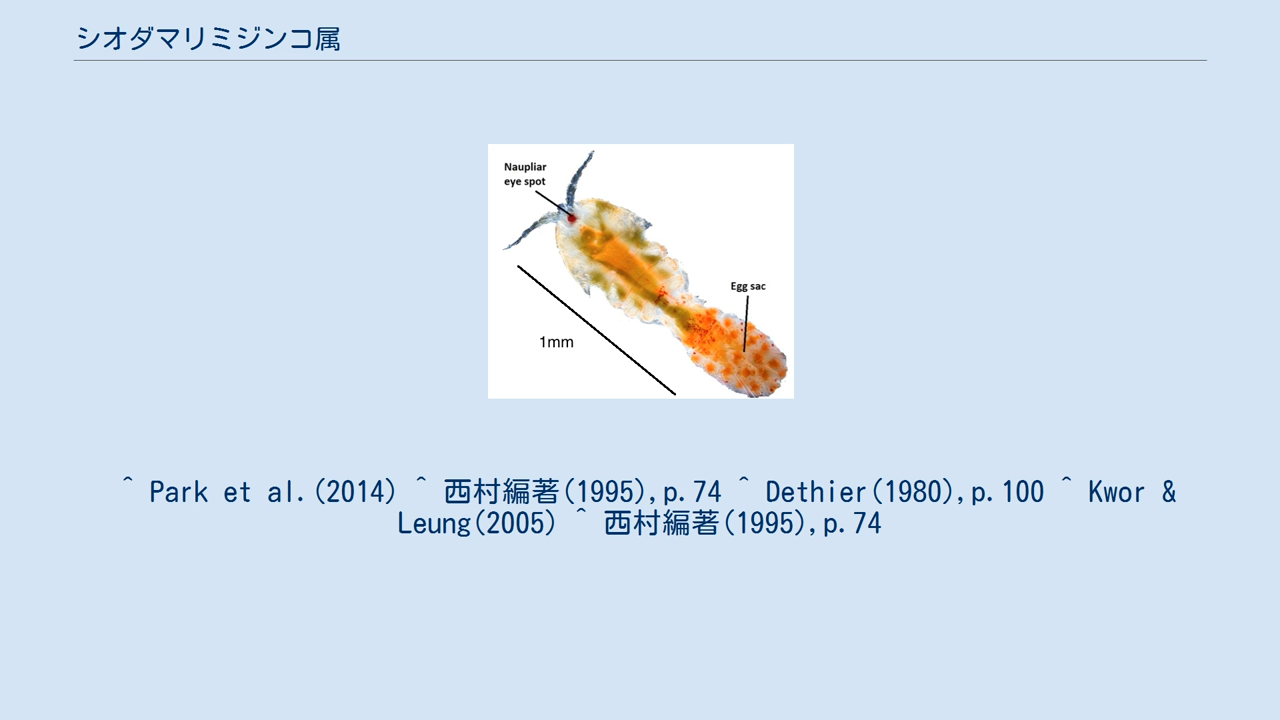 シオダマリミジンコ属
Naupliar
eye spot
Egg sac
1mm
^ Park et al.(2014) ^ 西村編著(1995),p.74 ^ Dethier(1980),p.100 ^ Kwor &
Leung(2005) ^ 西村編著(1995),p.74